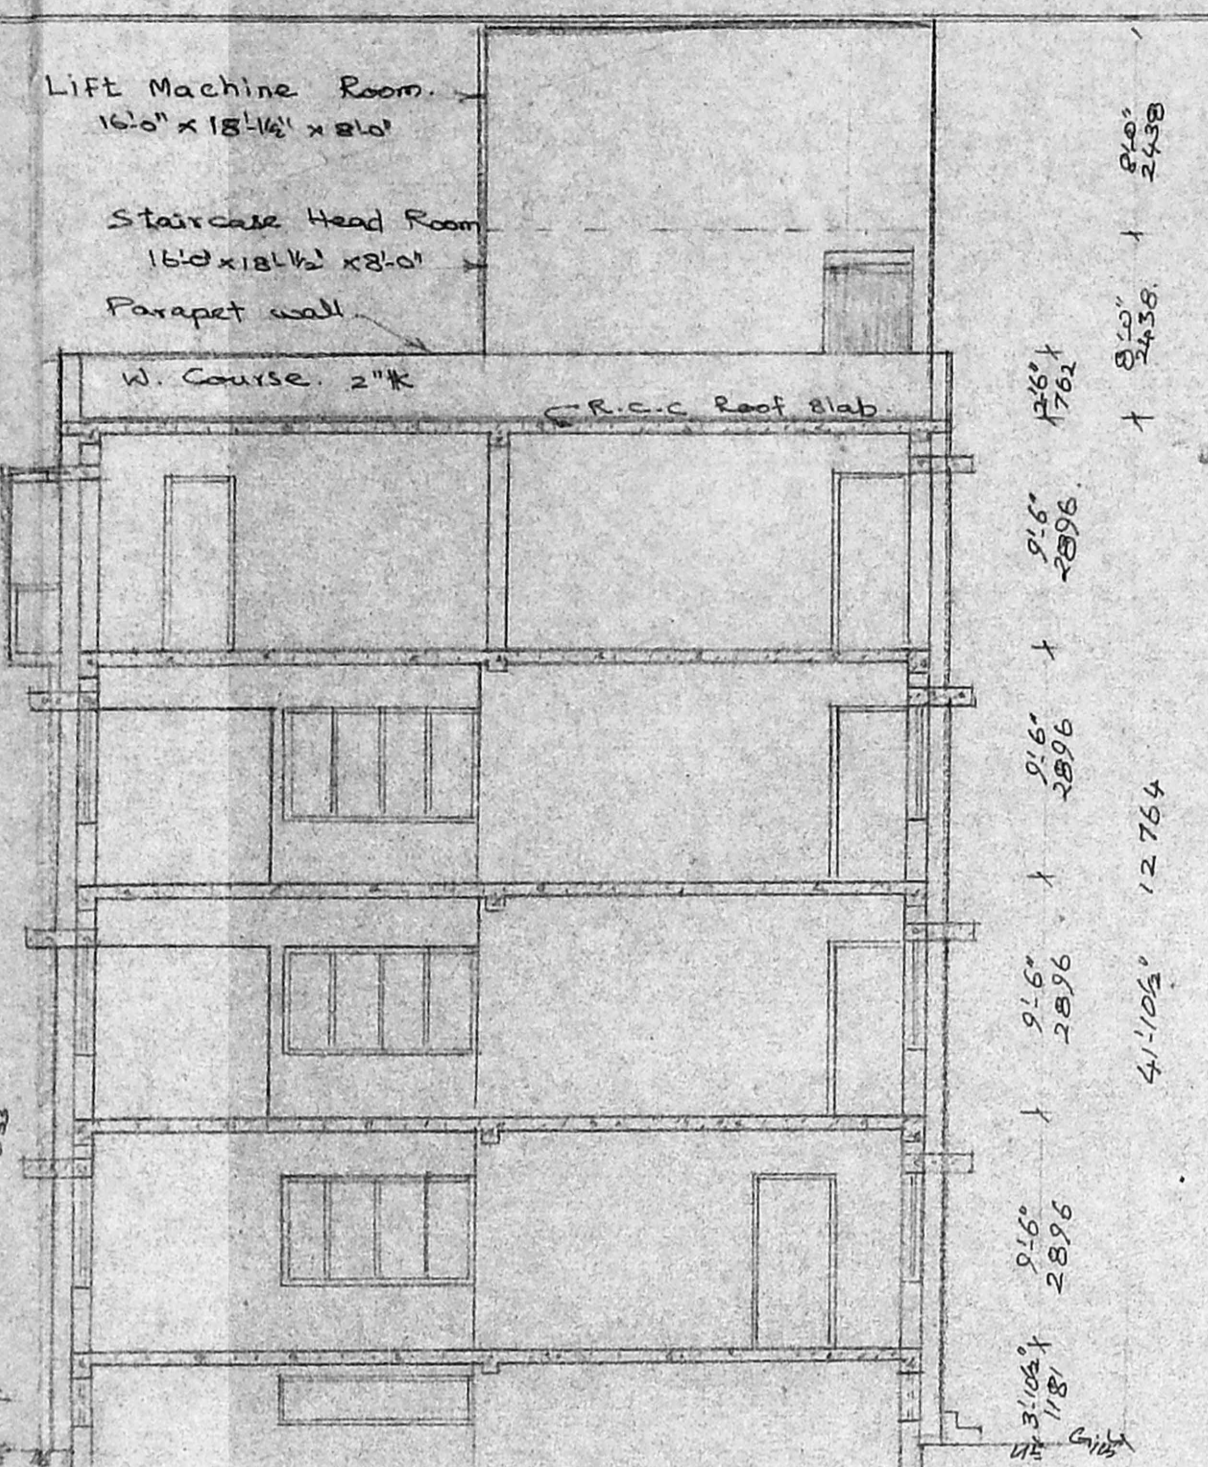 Lift Machine Room.
16'-0" x 18'-1½" x 8'-0"
Staircase Head Room
16'-0" x 18'-1½" x 8'-0"
Parapet wall
W. Course. 2"
R.C.C Roof Slab.
8'-0"
2438
8'-0"
2438.
2'-6"
762
9'-6"
2896.
9'-6"
2896
9'-6"
2896
9'-6"
2896
3'-10½"
1181
41'-10½" 12764